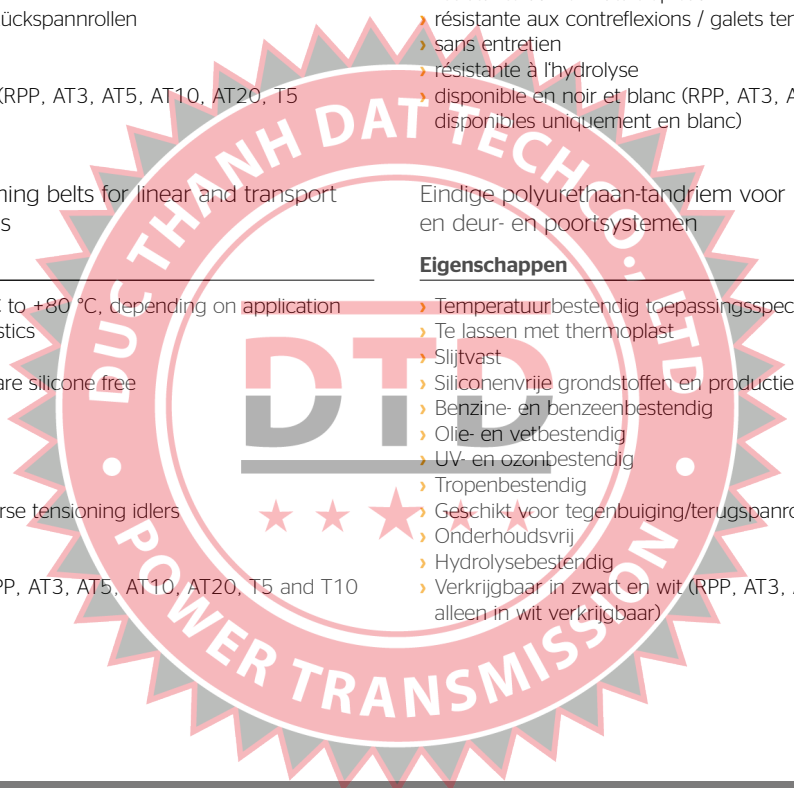 ückspannrollen
(RPP, AT3, AT5, AT10, AT20, T5
résistante aux contreflexions / galets ten
sans entretien
résistante à l'hydrolyse
disponible en noir et blanc (RPP, AT3, A
disponibles uniquement en blanc)
ning belts for linear and transport
s
C to +80 °C, depending on application
stics
are silicone free
rse tensioning idlers
PP, AT3, AT5, AT10, AT20, T5 and T10
Eindige polyurethaan-tandriem voor
en deur- en poortsystemen
Eigenschappen
Temperatuurbestendig toepassingsspec
Te lassen met thermoplast
Slijtvast
Siliconenvrije grondstoffen en productie
Benzine- en benzeenbestendig
Olie- en vetbestendig
UV- en ozonbestendig
Tropenbestendig
Geschikt voor tegenbuiging/terugspanro
Onderhoudsvrij
Hydrolysebestendig
Verkrijgbaar in zwart en wit (RPP, AT3, A
alleen in wit verkrijgbaar)
DUC THANH DAT TECHCO., LTD
DTD
POWER TRANSMISSION